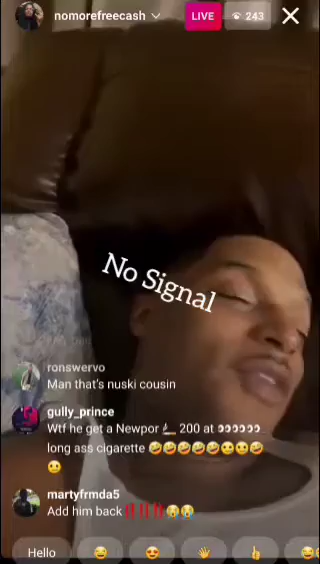 nomorefreecash
LIVE
243
No Signal
ronswervo
Man that's nuski cousin
gully_prince
Wtf he get a Newpor🚬 200 at 👀👀👀
long ass cigarette 🤣🤣🤣🤣🤣😐😐🤣
😐
martyfrmda5
Add him back ❗❗❗❗😢😢
Hello 😂 😍 👋 👍 😂